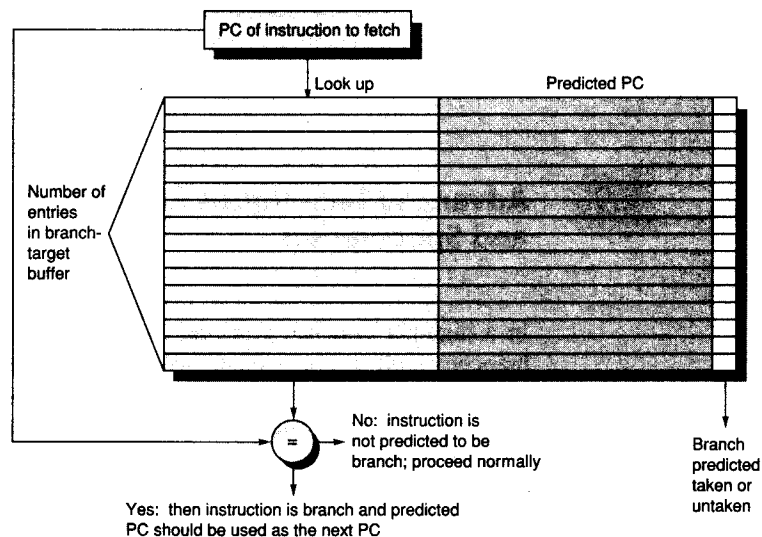 PC of instruction to fetch
Look up
Predicted PC
Number of
entries
in branch-
target
buffer
=
No: instruction is
not predicted to be
branch; proceed normally
Branch
predicted
taken or
untaken
Yes: then instruction is branch and predicted
PC should be used as the next PC